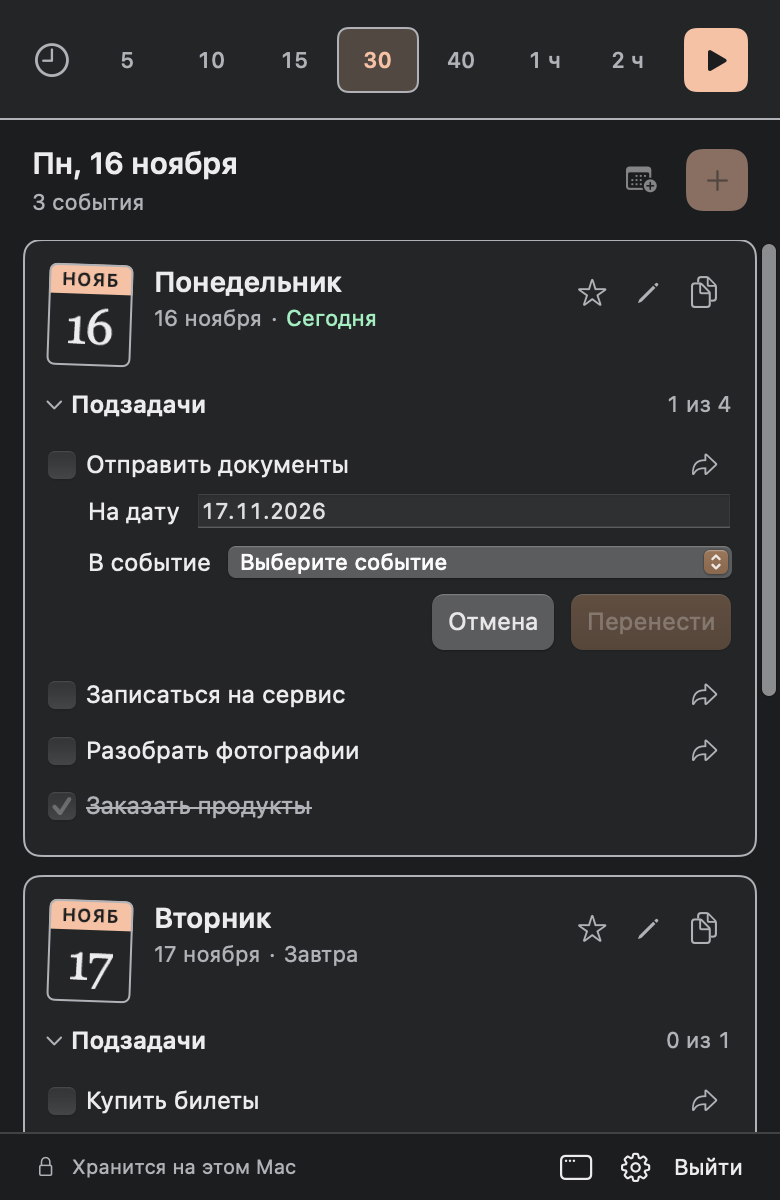 5 10 15 30 40 1 ч 2 ч
Пн, 16 ноября
3 события
НОЯБ
16
Понедельник
16 ноября · Сегодня
Подзадачи 1 из 4
Отправить документы
На дату 17.11.2026
В событие Выберите событие
Отмена Перенести
Записаться на сервис
Разобрать фотографии
Заказать продукты
НОЯБ
17
Вторник
17 ноября · Завтра
Подзадачи 0 из 1
Купить билеты
Хранится на этом Mac Выйти